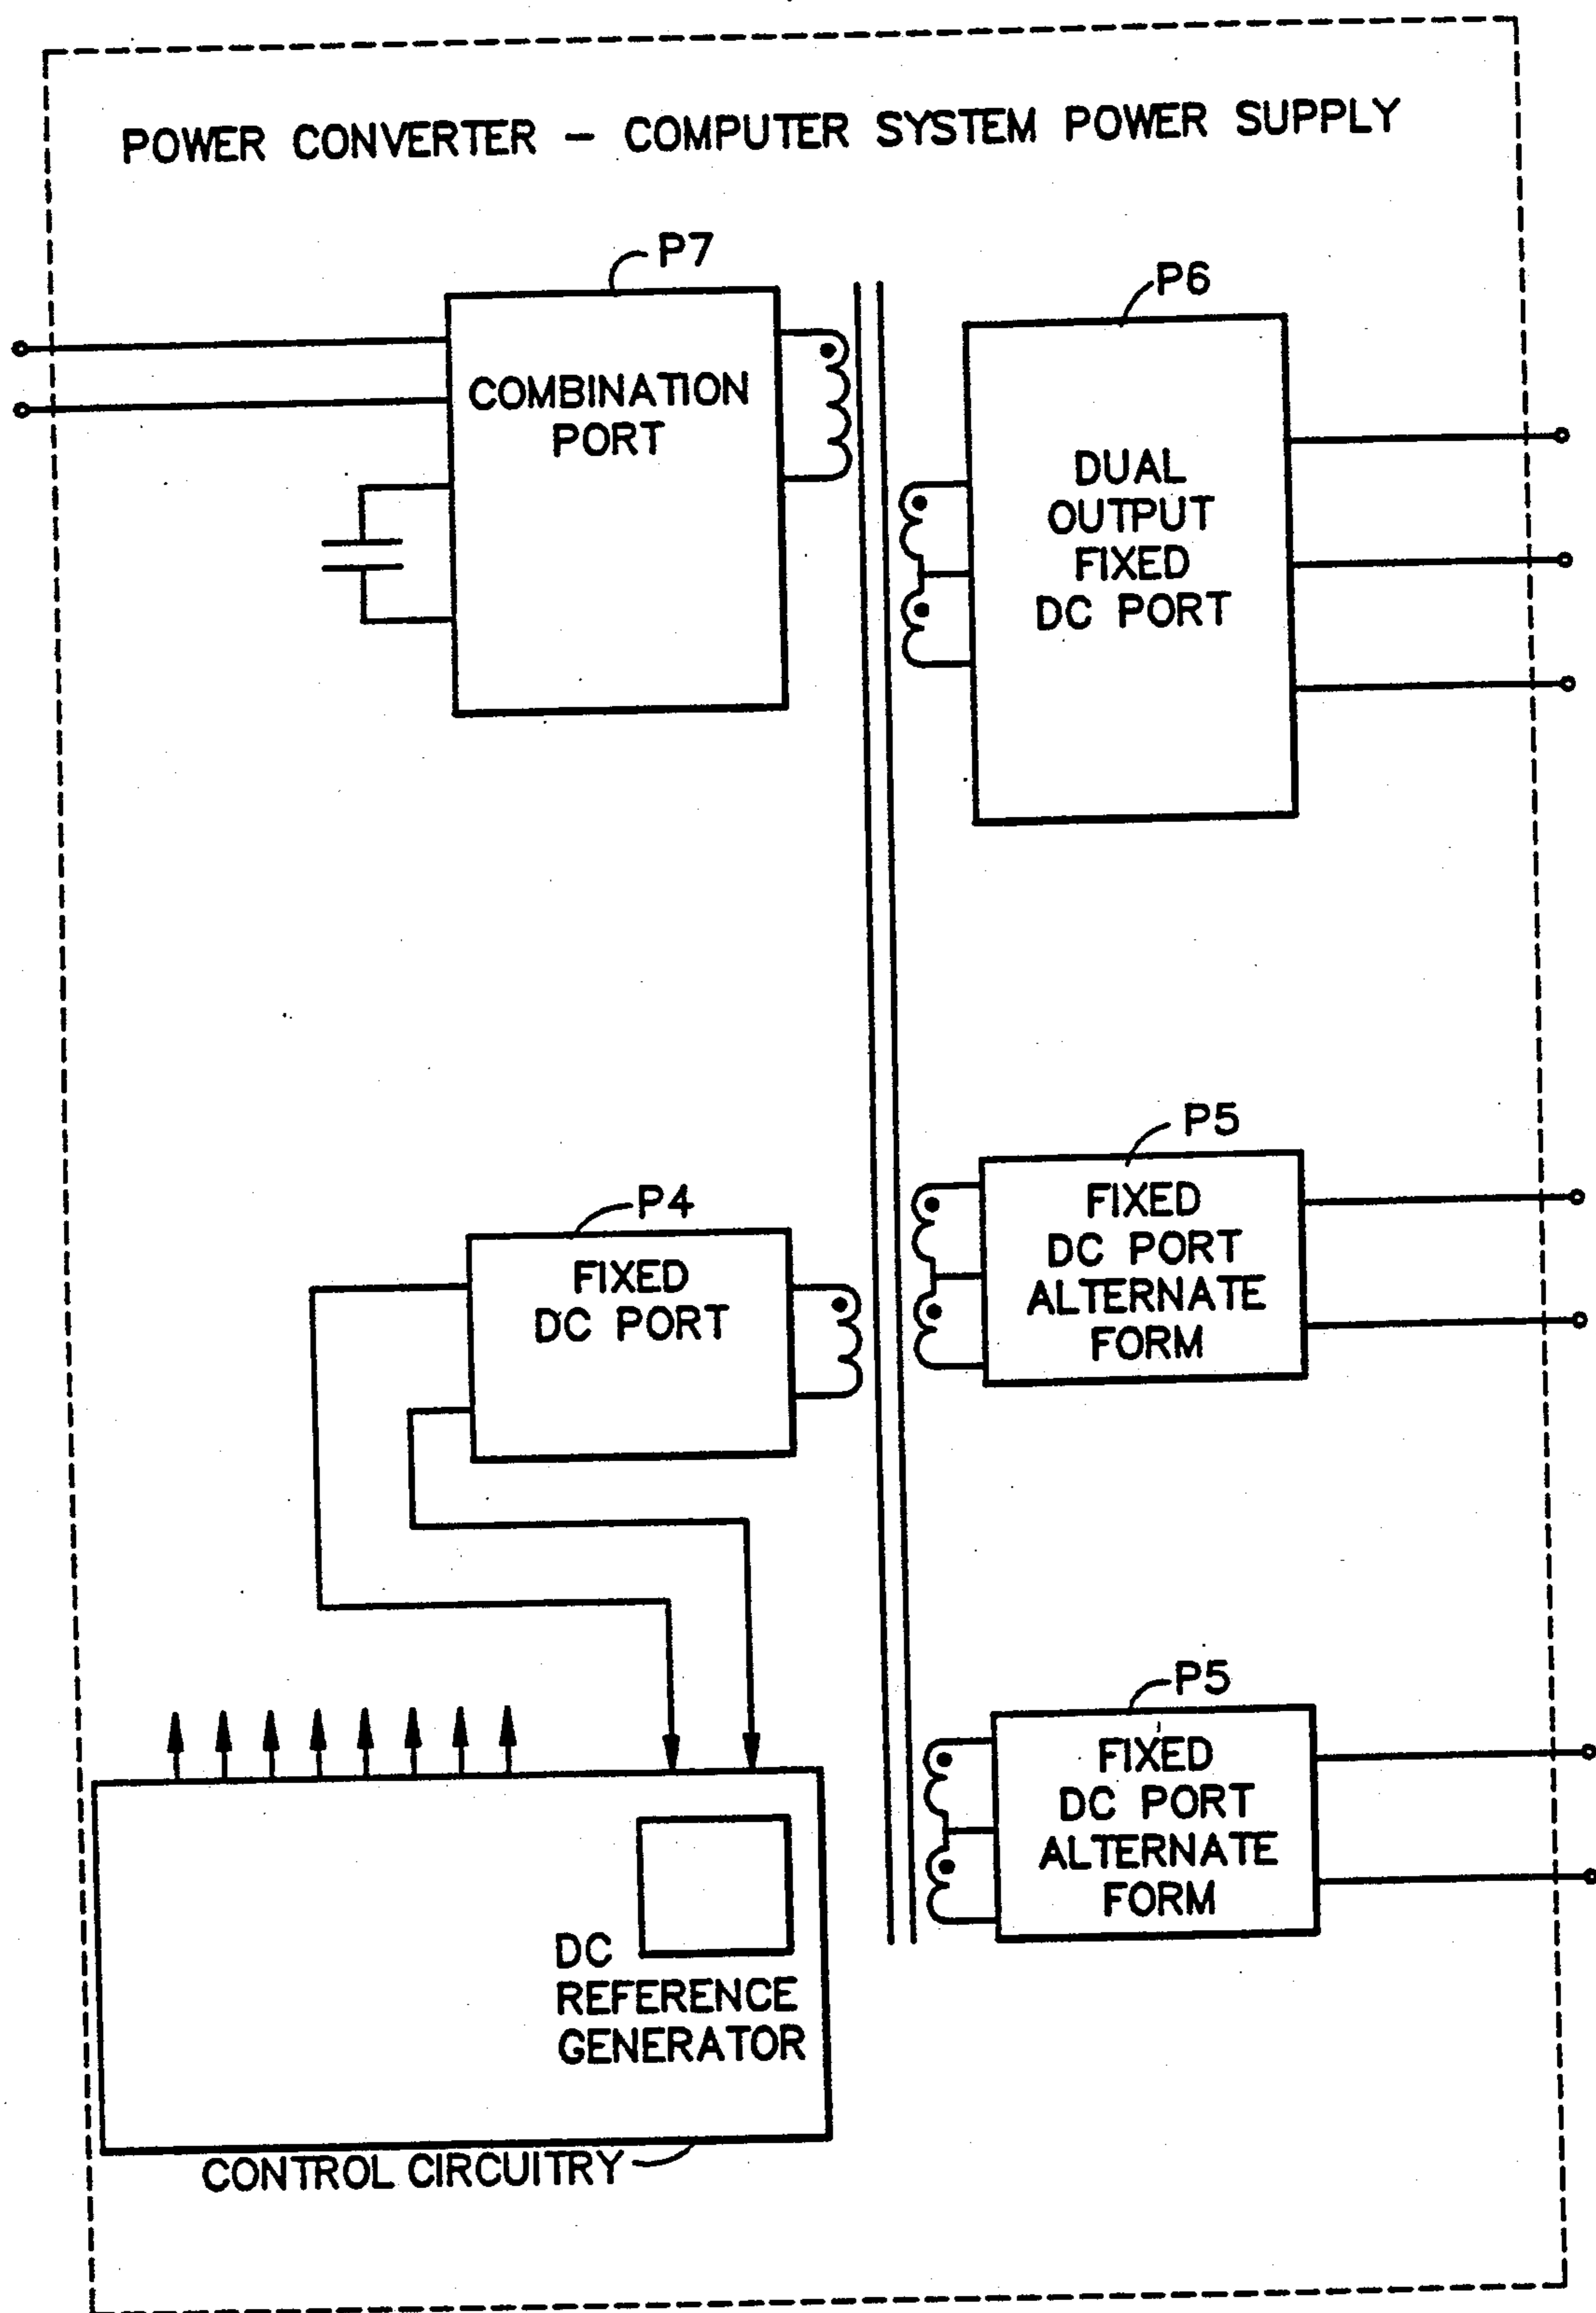 POWER CONVERTER – COMPUTER SYSTEM POWER SUPPLY
P7
COMBINATION
PORT
P6
DUAL
OUTPUT
FIXED
DC PORT
P4
FIXED
DC PORT
P5
FIXED
DC PORT
ALTERNATE
FORM
P5
FIXED
DC PORT
ALTERNATE
FORM
DC
REFERENCE
GENERATOR
CONTROL CIRCUITRY